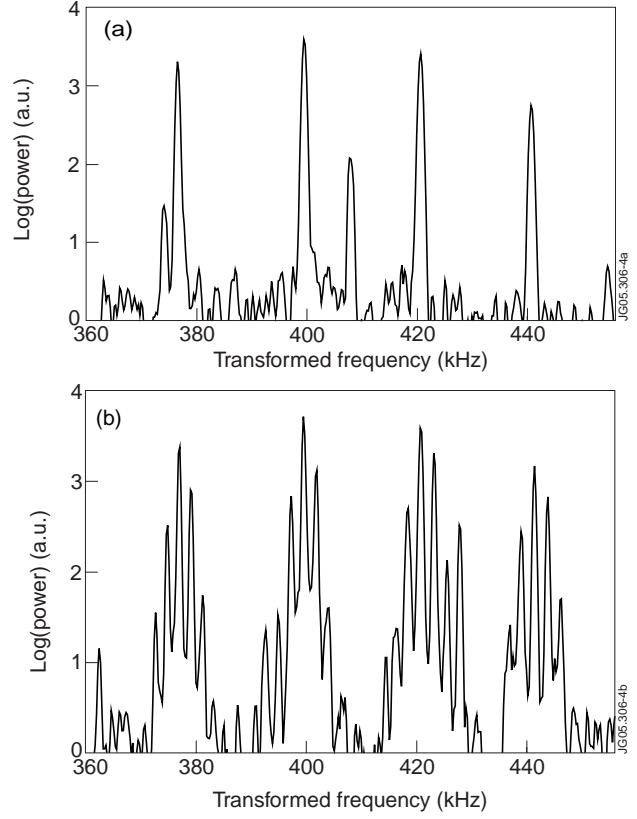 (a)
Log(power) (a.u.)
4
3
2
1
0
360 380 400 420 440
Transformed frequency (kHz)
JG05.306-4a
(b)
Log(power) (a.u.)
4
3
2
1
0
360 380 400 420 440
Transformed frequency (kHz)
JG05.306-4b